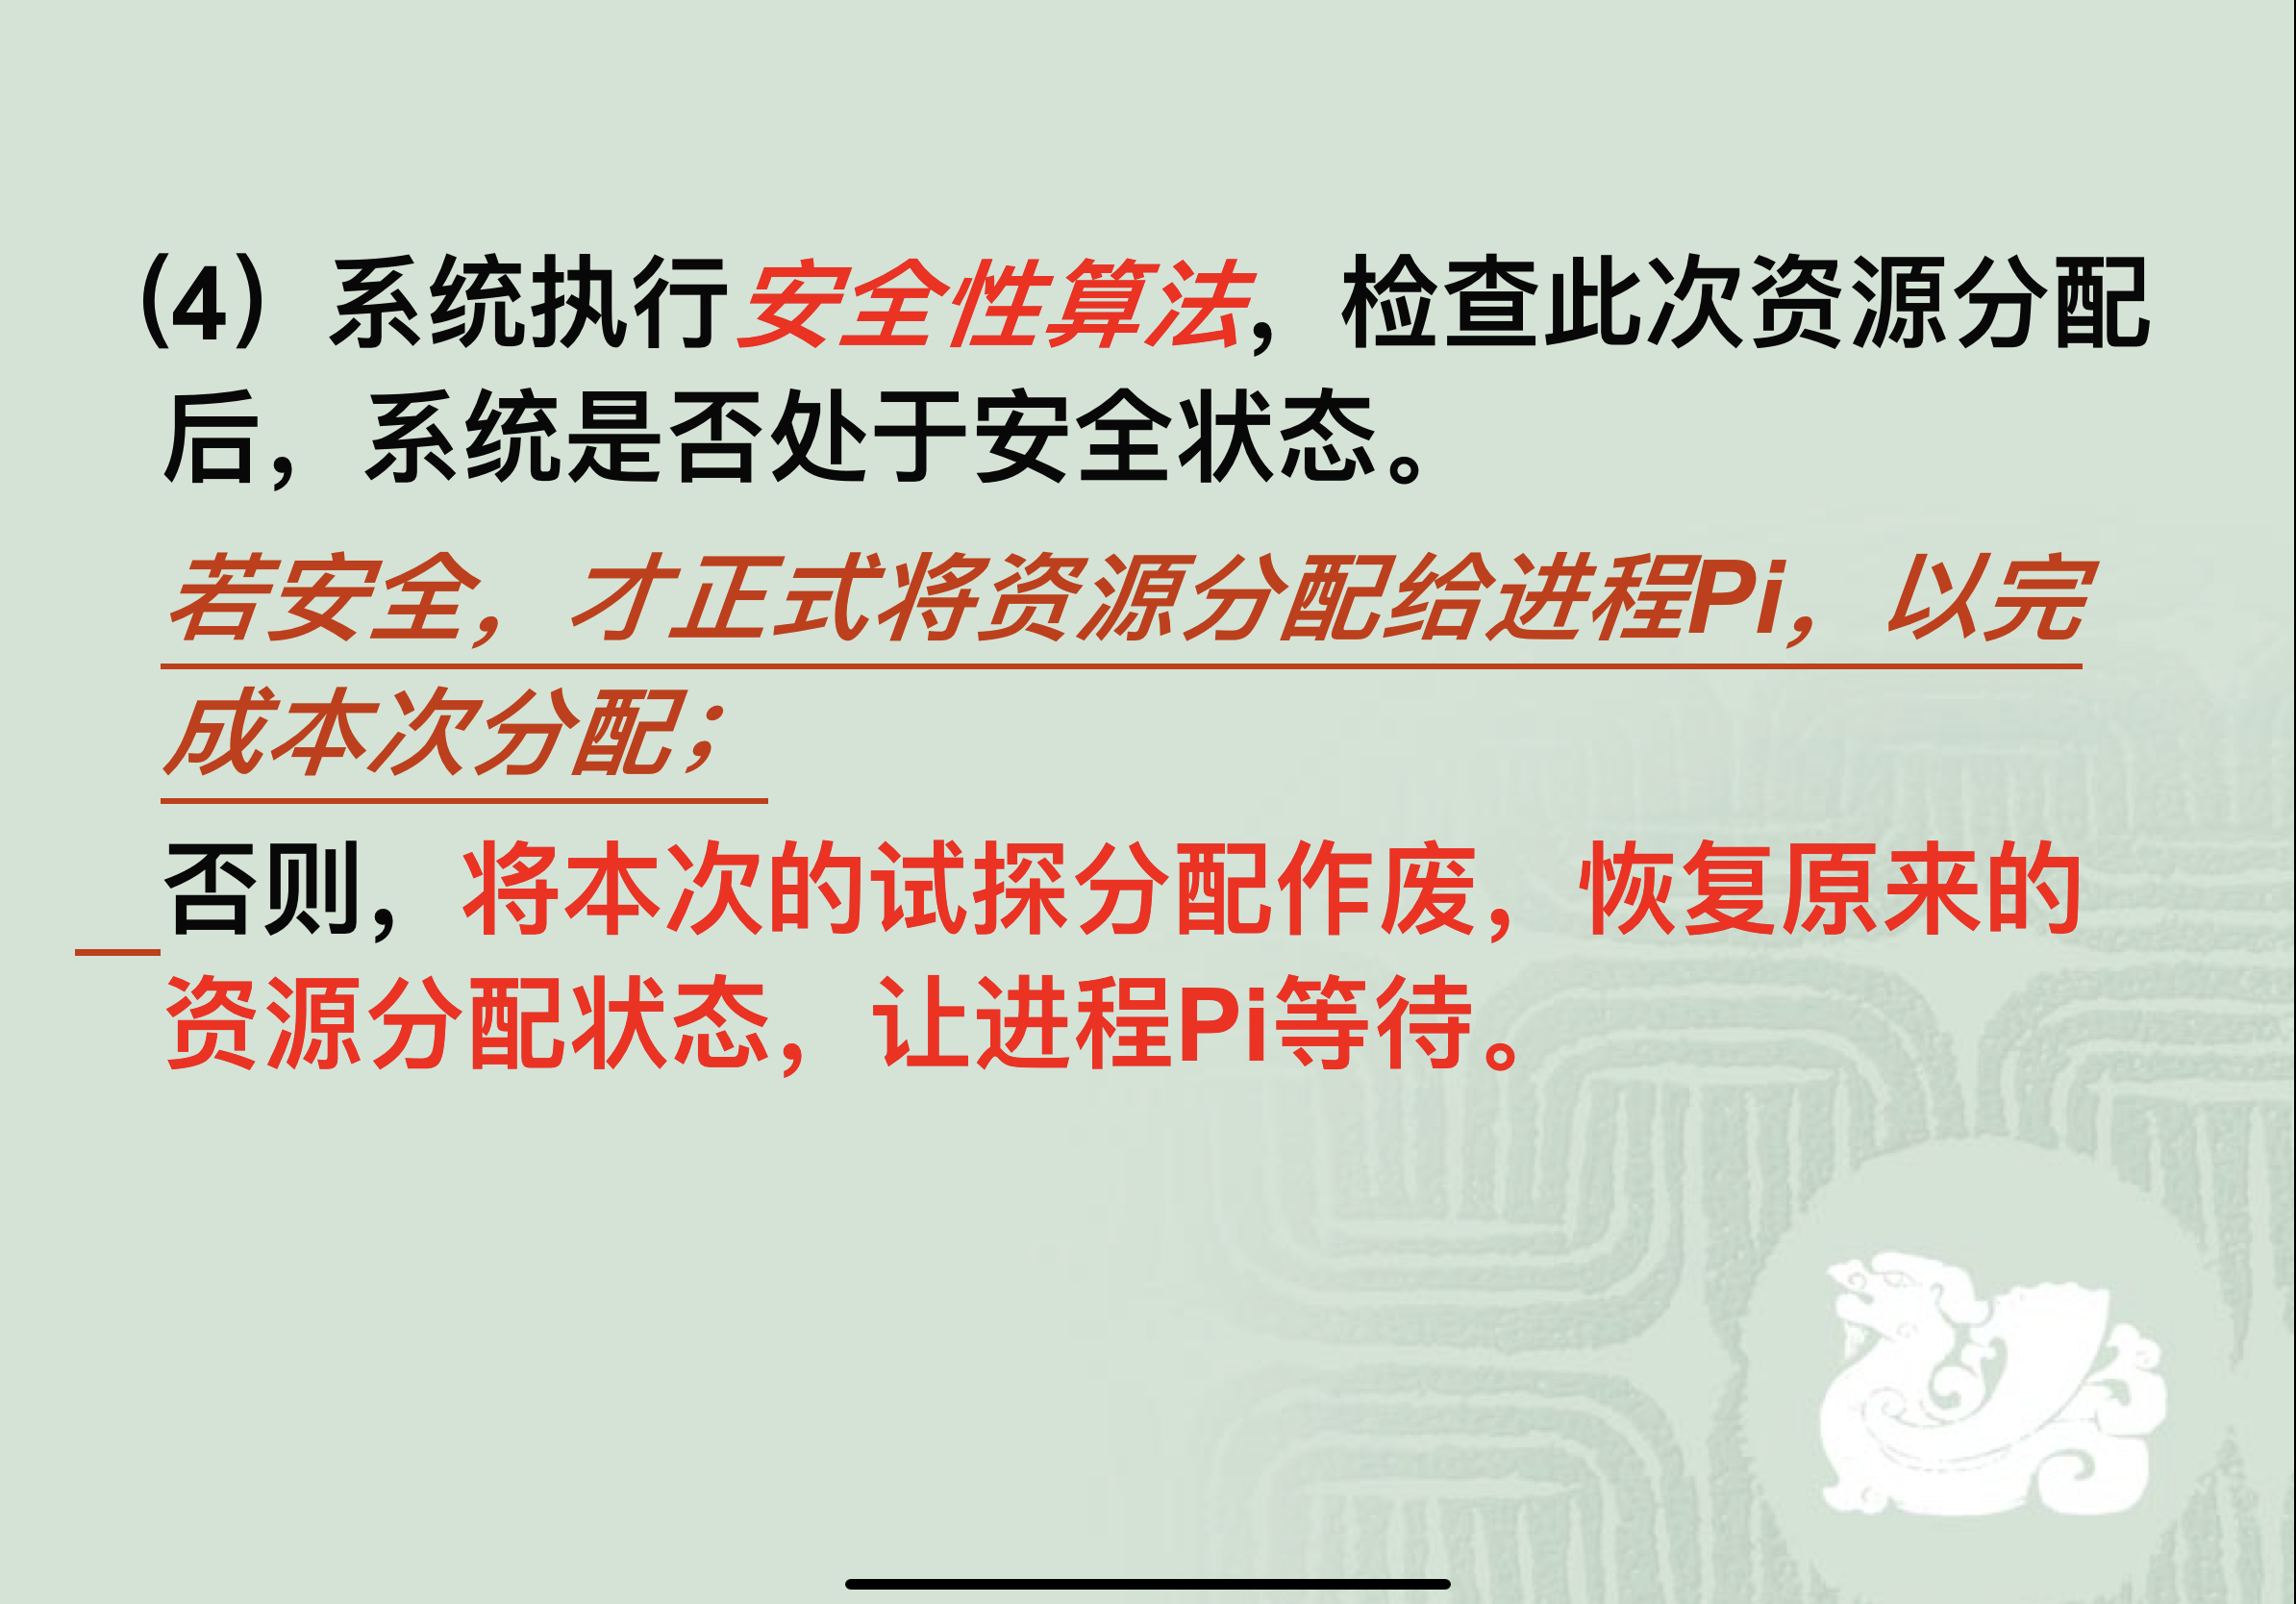 （4）系统执行安全性算法，检查此次资源分配
后，系统是否处于安全状态。
若安全，才正式将资源分配给进程Pi，以完
成本次分配；
否则，将本次的试探分配作废，恢复原来的
资源分配状态，让进程Pi等待。